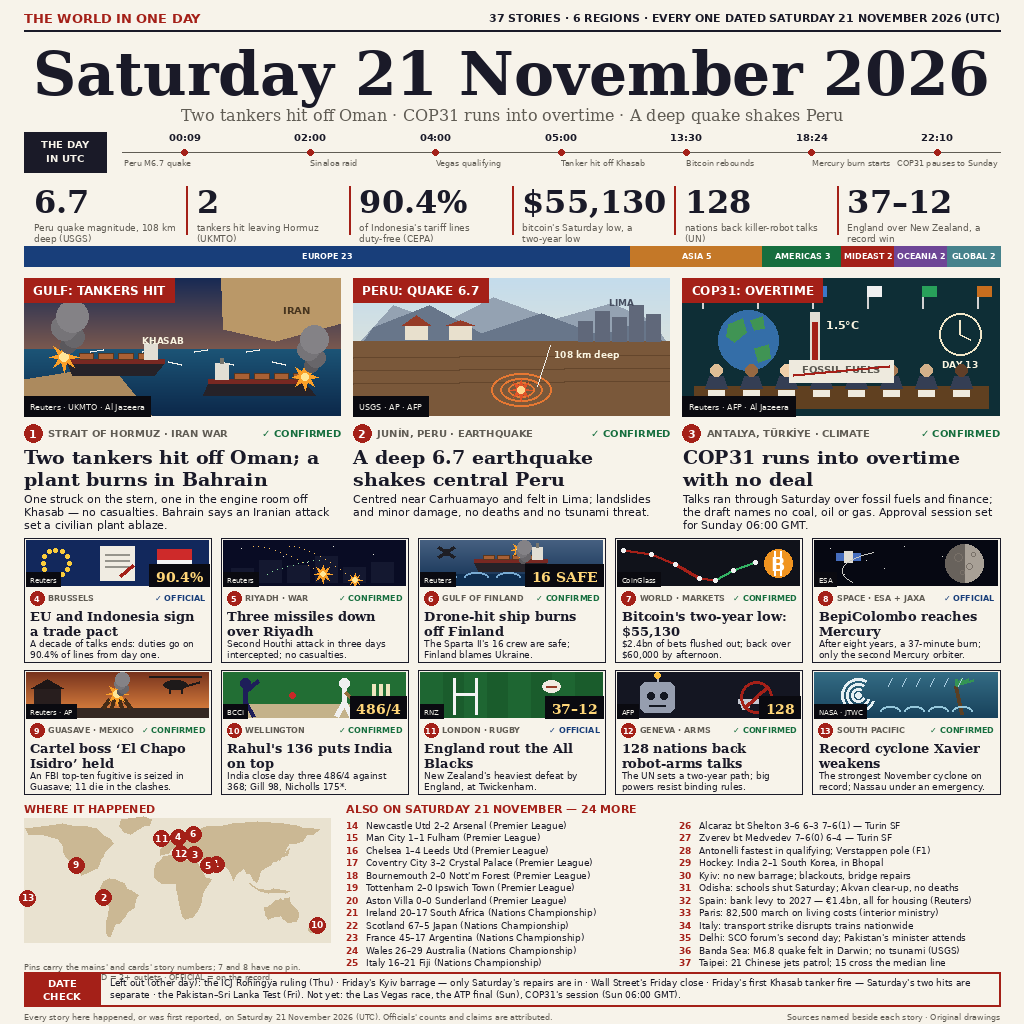 THE WORLD IN ONE DAY
37 STORIES · 6 REGIONS · EVERY ONE DATED SATURDAY 21 NOVEMBER 2026 (UTC)
Saturday 21 November 2026
Two tankers hit off Oman · COP31 runs into overtime · A deep quake shakes Peru
THE DAY
IN UTC
00:09
02:00
04:00
05:00
13:30
18:24
22:10
Peru M6.7 quake
Sinaloa raid
Vegas qualifying
Tanker hit off Khasab
Bitcoin rebounds
Mercury burn starts
COP31 pauses to Sunday
6.7
Peru quake magnitude, 108 km
deep (USGS)
2
tankers hit leaving Hormuz
(UKMTO)
90.4%
of Indonesia's tariff lines
duty-free (CEPA)
$55,130
bitcoin's Saturday low, a
two-year low
128
nations back killer-robot talks
(UN)
37–12
England over New Zealand, a
record win
EUROPE 23
ASIA 5
AMERICAS 3
MIDEAST 2
OCEANIA 2
GLOBAL 2
GULF: TANKERS HIT
IRAN
KHASAB
Reuters · UKMTO · Al Jazeera
PERU: QUAKE 6.7
LIMA
108 km deep
USGS · AP · AFP
COP31: OVERTIME
1.5°C
FOSSIL FUELS
DAY 13
Reuters · AFP · Al Jazeera
1 STRAIT OF HORMUZ · IRAN WAR ✓ CONFIRMED
Two tankers hit off Oman; a
plant burns in Bahrain
One struck on the stern, one in the engine room off
Khasab — no casualties. Bahrain says an Iranian attack
set a civilian plant ablaze.
2 JUNÍN, PERU · EARTHQUAKE ✓ CONFIRMED
A deep 6.7 earthquake
shakes central Peru
Centred near Carhuamayo and felt in Lima; landslides
and minor damage, no deaths and no tsunami threat.
3 ANTALYA, TÜRKİYE · CLIMATE ✓ CONFIRMED
COP31 runs into overtime
with no deal
Talks ran through Saturday over fossil fuels and finance;
the draft names no coal, oil or gas. Approval session set
for Sunday 06:00 GMT.
Reuters
90.4%
4 BRUSSELS ✓ OFFICIAL
EU and Indonesia sign
a trade pact
A decade of talks ends: duties go on
90.4% of lines from day one.
Reuters
5 RIYADH · WAR ✓ CONFIRMED
Three missiles down
over Riyadh
Second Houthi attack in three days
intercepted; no casualties.
Reuters
16 SAFE
6 GULF OF FINLAND ✓ CONFIRMED
Drone-hit ship burns
off Finland
The Sparta II's 16 crew are safe;
Finland blames Ukraine.
CoinGlass
B
7 WORLD · MARKETS ✓ CONFIRMED
Bitcoin's two-year low:
$55,130
$2.4bn of bets flushed out; back over
$60,000 by afternoon.
ESA
8 SPACE · ESA + JAXA ✓ OFFICIAL
BepiColombo reaches
Mercury
After eight years, a 37-minute burn;
only the second Mercury orbiter.
Reuters · AP
9 GUASAVE · MEXICO ✓ CONFIRMED
Cartel boss ‘El Chapo
Isidro’ held
An FBI top-ten fugitive is seized in
Guasave; 11 die in the clashes.
BCCI
486/4
10 WELLINGTON ✓ CONFIRMED
Rahul's 136 puts India
on top
India close day three 486/4 against
368; Gill 98, Nicholls 175*.
RNZ
37–12
11 LONDON · RUGBY ✓ OFFICIAL
England rout the All
Blacks
New Zealand's heaviest defeat by
England, at Twickenham.
AFP
128
12 GENEVA · ARMS ✓ CONFIRMED
128 nations back
robot-arms talks
The UN sets a two-year path; big
powers resist binding rules.
NASA · JTWC
13 SOUTH PACIFIC ✓ CONFIRMED
Record cyclone Xavier
weakens
The strongest November cyclone on
record; Nassau under an emergency.
WHERE IT HAPPENED
11
4
6
12
3
5
9
2
13
10
Pins carry the mains' and cards' story numbers; 7 and 8 have no pin.
outlets · OFFICIAL = on the record.
ALSO ON SATURDAY 21 NOVEMBER — 24 MORE
14 Newcastle Utd 2–2 Arsenal (Premier League)
15 Man City 1–1 Fulham (Premier League)
16 Chelsea 1–4 Leeds Utd (Premier League)
17 Coventry City 3–2 Crystal Palace (Premier League)
18 Bournemouth 2–0 Nott'm Forest (Premier League)
19 Tottenham 2–0 Ipswich Town (Premier League)
20 Aston Villa 0–0 Sunderland (Premier League)
21 Ireland 20–17 South Africa (Nations Championship)
22 Scotland 67–5 Japan (Nations Championship)
23 France 45–17 Argentina (Nations Championship)
24 Wales 26–29 Australia (Nations Championship)
25 Italy 16–21 Fiji (Nations Championship)
26 Alcaraz bt Shelton 3–6 6–3 7–6(1) — Turin SF
27 Zverev bt Medvedev 7–6(0) 6–4 — Turin SF
28 Antonelli fastest in qualifying; Verstappen pole (F1)
29 Hockey: India 2–1 South Korea, in Bhopal
30 Kyiv: no new barrage; blackouts, bridge repairs
31 Odisha: schools shut Saturday; Akvan clear-up, no deaths
32 Spain: bank levy to 2027 — €1.4bn, all for housing (Reuters)
33 Paris: 82,500 march on living costs (interior ministry)
34 Italy: transport strike disrupts trains nationwide
35 Delhi: SCO forum's second day; Pakistan's minister attends
36 Banda Sea: M6.8 quake felt in Darwin; no tsunami (USGS)
37 Taipei: 21 Chinese jets patrol; 15 cross the median line
DATE
CHECK
Left out (other day): the ICJ Rohingya ruling (Thu) · Friday's Kyiv barrage — only Saturday's repairs are in · Wall Street's Friday close · Friday's first Khasab tanker fire — Saturday's two hits are
separate · the Pakistan–Sri Lanka Test (Fri). Not yet: the Las Vegas race, the ATP final (Sun), COP31's session (Sun 06:00 GMT).
Every story here happened, or was first reported, on Saturday 21 November 2026 (UTC). Officials' counts and claims are attributed.
Sources named beside each story · Original drawings